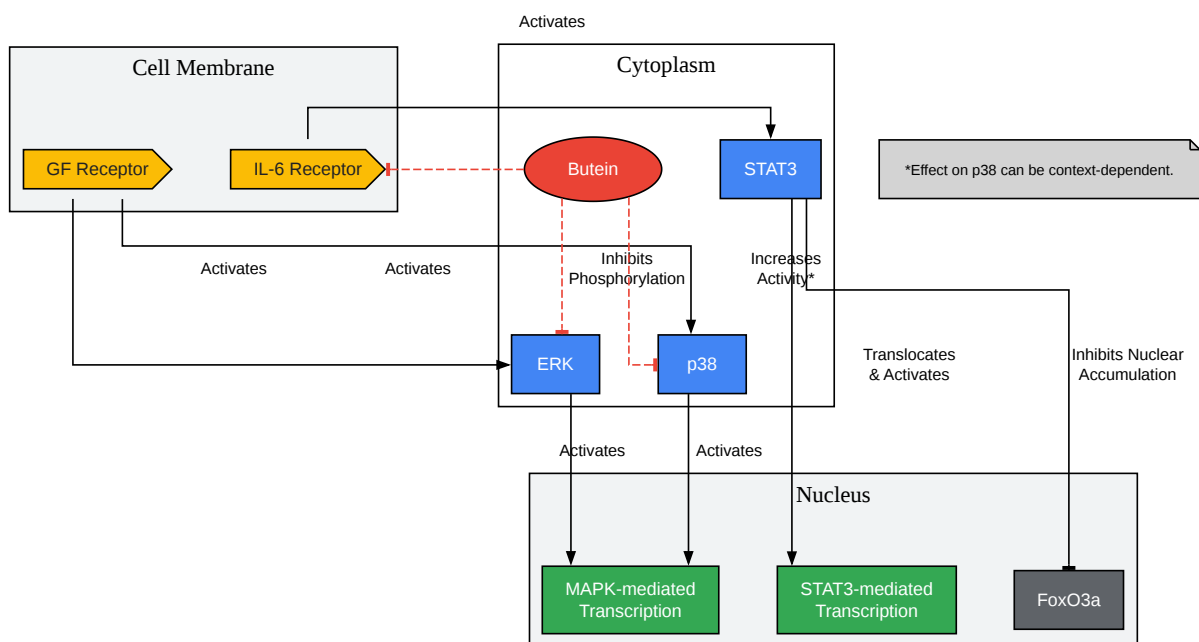 Activates
Cell Membrane
Cytoplasm
GF Receptor
IL-6 Receptor
Butein
STAT3
*Effect on p38 can be context-dependent.
Activates
Activates
Inhibits
Phosphorylation
Increases
Activity*
ERK
p38
Translocates
& Activates
Inhibits Nuclear
Accumulation
Activates
Activates
Nucleus
MAPK-mediated
Transcription
STAT3-mediated
Transcription
FoxO3a